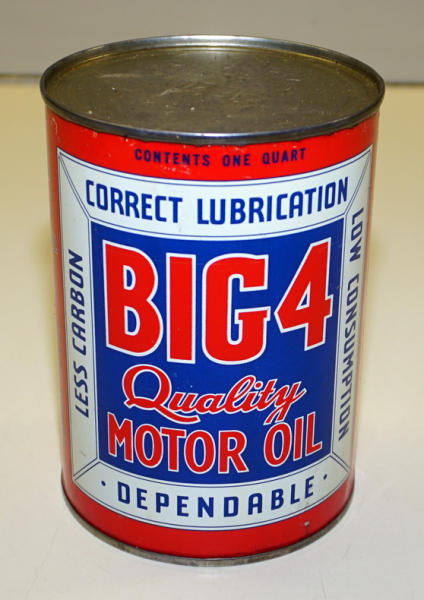 CONTENTS ONE QUART
CORRECT LUBRICATION
LESS CARBON
LOW CONSUMPTION
BIG 4
Quality
MOTOR OIL
· DEPENDABLE ·